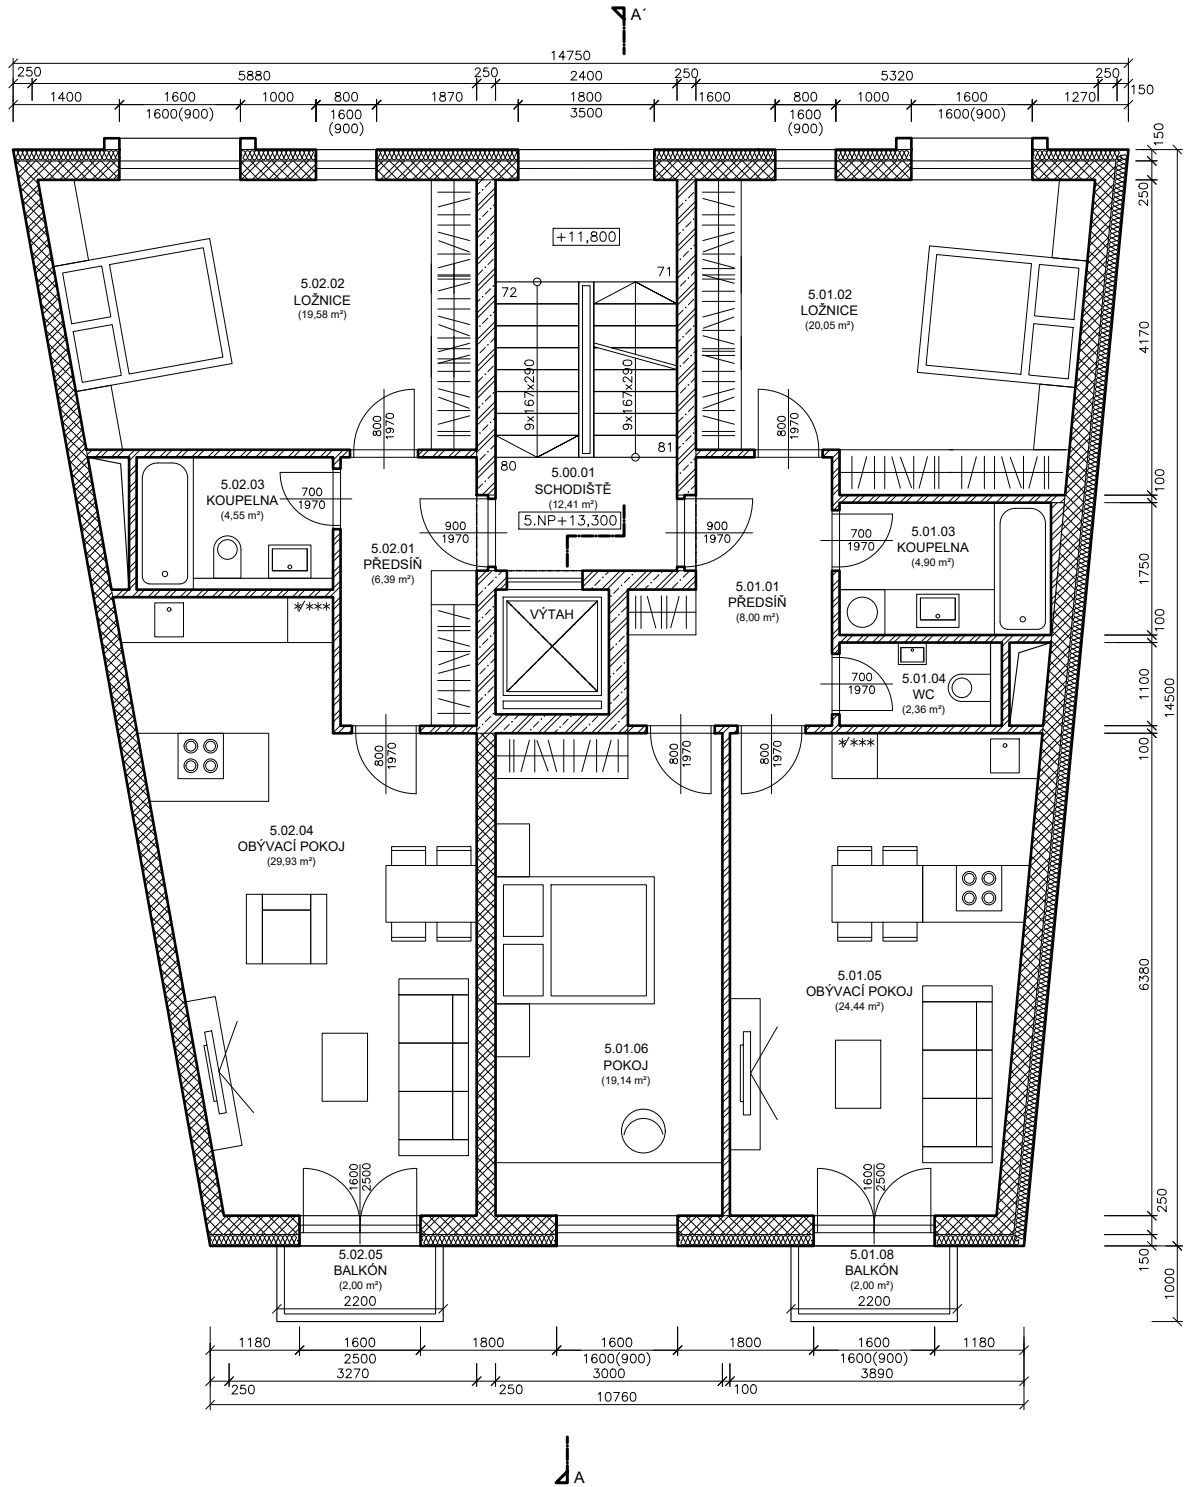 A´
14750
250 5880 250 2400 250 5320 250
150
1400 1600 1000 800 1870 1800 1600 800 1000 1600 1270
1600(900) 1600 3500 1600 1600(900)
(900) (900)
150
250
+11,800
71
72
5.02.02
LOŽNICE
(19,58 m²)
5.01.02
LOŽNICE
(20,05 m²)
4170
9x167x290
9x167x290
800
1970
800
1970
80
81
5.00.01
SCHODIŠTĚ
(12,41 m²)
5.NP+13,300
5.02.03
KOUPELNA
(4,55 m²)
700
1970
900
1970
900
1970
700
1970
5.01.03
KOUPELNA
(4,90 m²)
100
1750
5.02.01
PŘEDSÍŇ
(6,39 m²)
5.01.01
PŘEDSÍŇ
(8,00 m²)
*/***
VÝTAH
100
700
1970
5.01.04
WC
(2,36 m²)
1100
14500
800
1970
800
1970
800
1970
*/***
100
5.02.04
OBÝVACÍ POKOJ
(29,93 m²)
5.01.05
OBÝVACÍ POKOJ
(24,44 m²)
6380
5.01.06
POKOJ
(19,14 m²)
1600
2500
1600
2500
250
5.02.05
BALKÓN
(2,00 m²)
5.01.08
BALKÓN
(2,00 m²)
150
1000
2200 2200
1180 1600 1800 1600 1800 1600 1180
2500 1600(900) 1600(900)
3270 3000 3890
250 250 100
10760
A